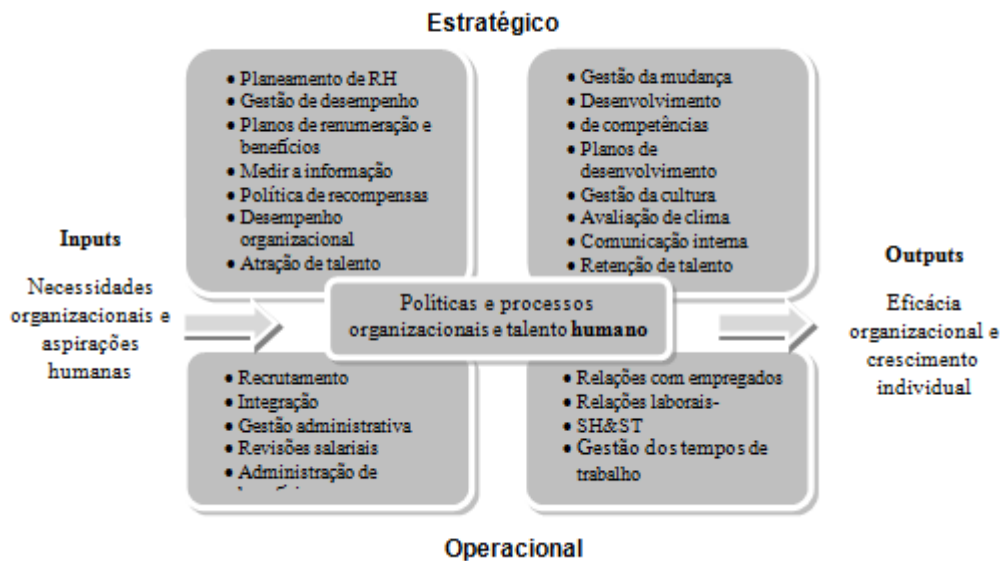 Estratégico
• Planeamento de RH
• Gestão de desempenho
• Planos de renumeração e
benefícios
• Medir a informação
• Política de recompensas
• Desempenho
organizacional
• Atração de talento
• Gestão da mudança
• Desenvolvimento
• de competências
• Planos de
desenvolvimento
• Gestão da cultura
• Avaliação de clima
• Comunicação interna
• Retenção de talento
Inputs
Necessidades
organizacionais e
aspirações
humanas
Políticas e processos
organizacionais e talento humano
Outputs
Eficácia
organizacional e
crescimento
individual
• Recrutamento
• Integração
• Gestão administrativa
• Revisões salariais
• Administração de
• Relações com empregados
• Relações laborais-
• SH&ST
• Gestão dos tempos de
trabalho
Operacional